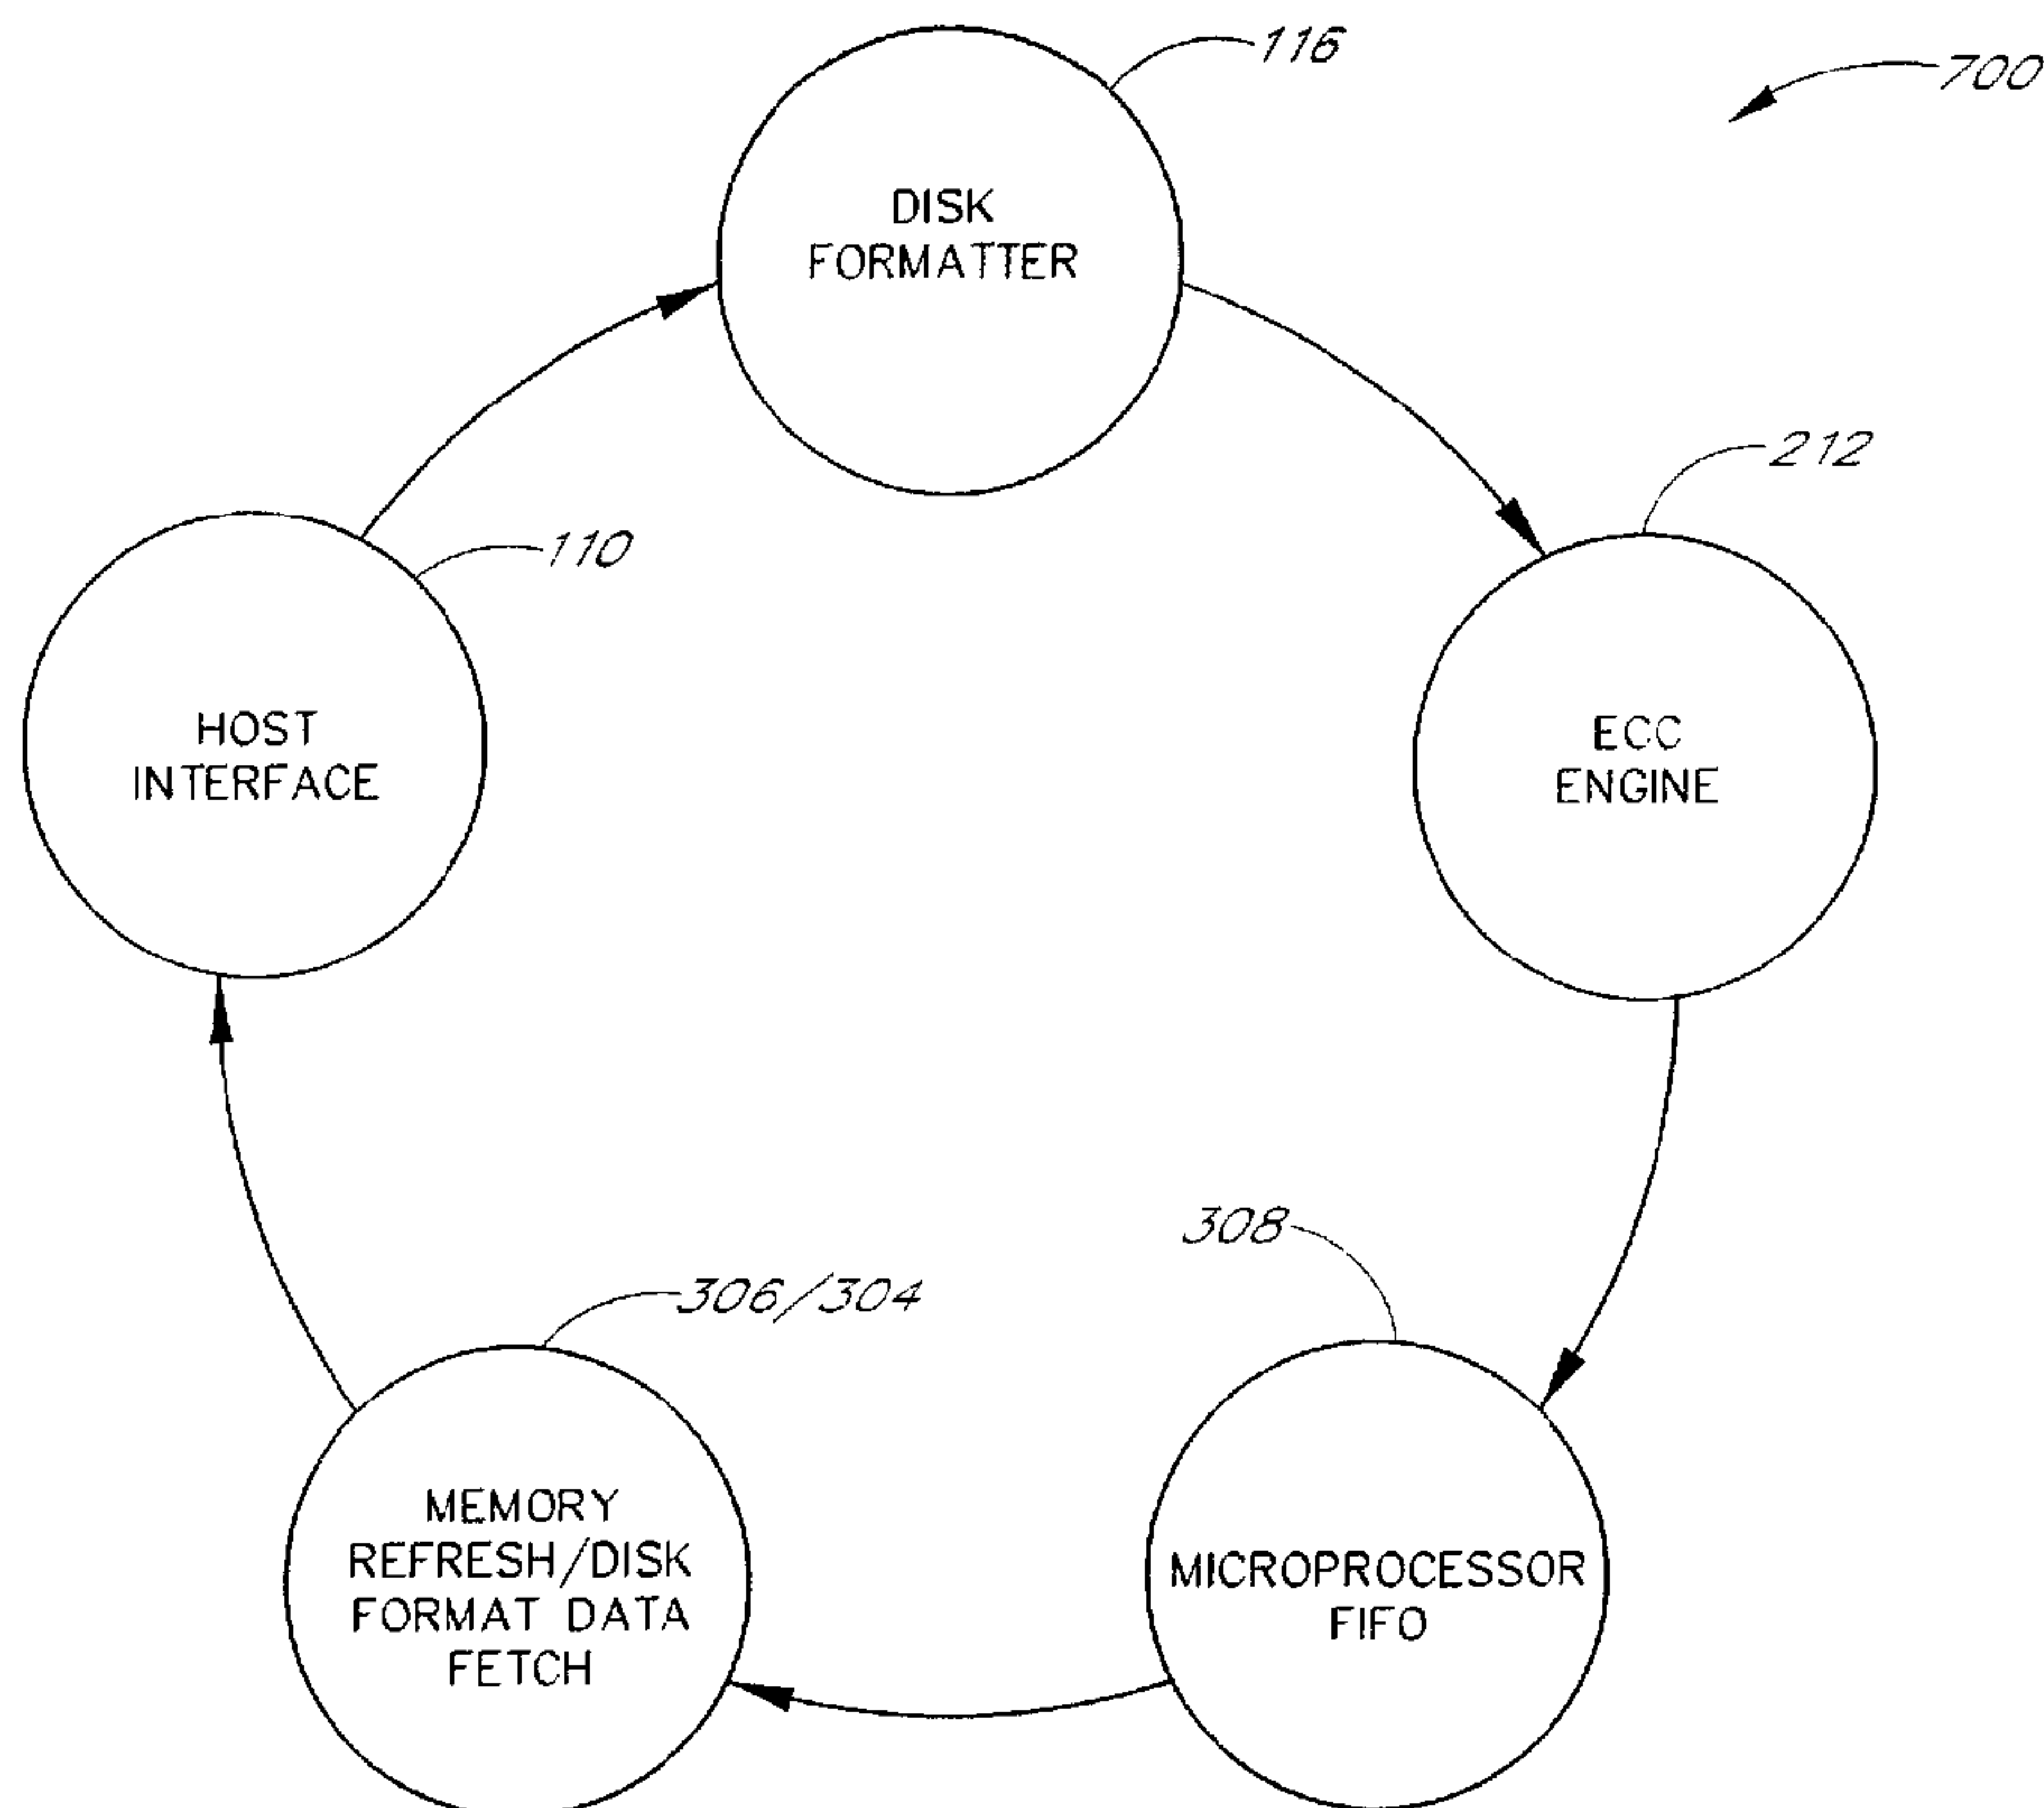 116
700
DISK
FORMATTER
212
110
HOST
INTERFACE
ECC
ENGINE
308
306/304
MEMORY
REFRESH/DISK
FORMAT DATA
FETCH
MICROPROCESSOR
FIFO